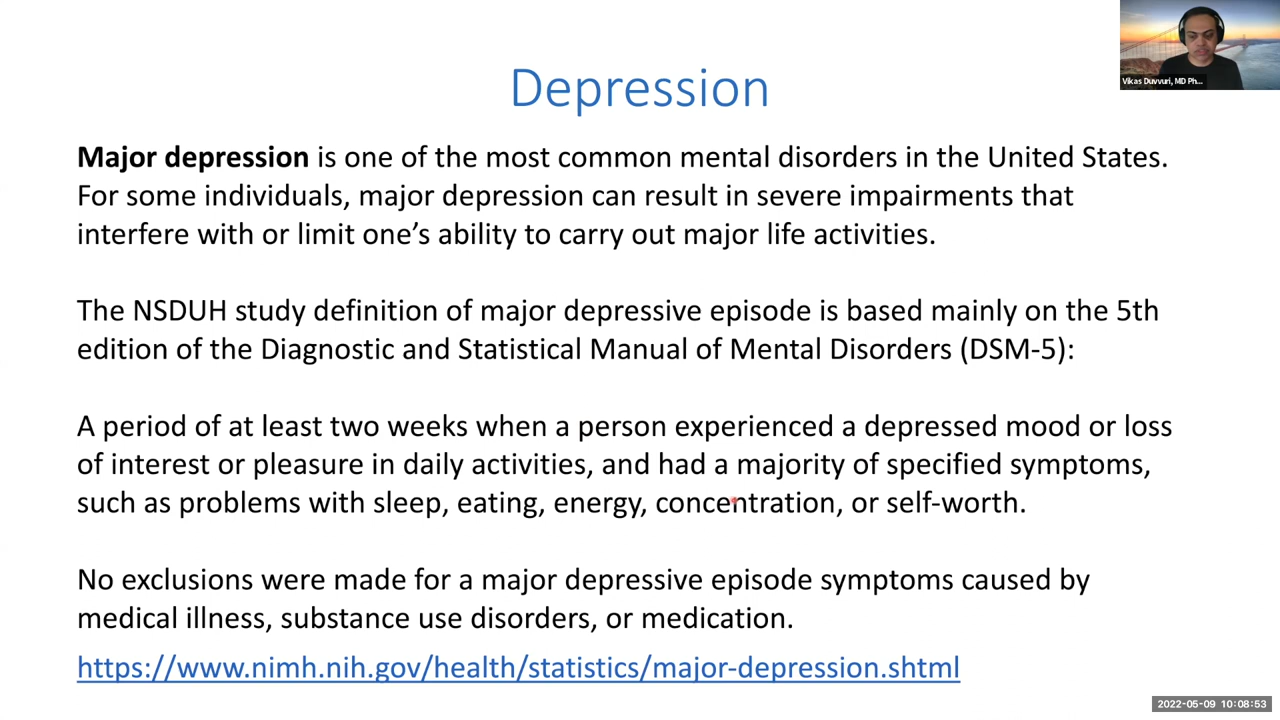 Depression
Vikas Duvvuri, MD Ph...
Major depression is one of the most common mental disorders in the United States.
For some individuals, major depression can result in severe impairments that
interfere with or limit one’s ability to carry out major life activities.
The NSDUH study definition of major depressive episode is based mainly on the 5th
edition of the Diagnostic and Statistical Manual of Mental Disorders (DSM-5):
A period of at least two weeks when a person experienced a depressed mood or loss
of interest or pleasure in daily activities, and had a majority of specified symptoms,
such as problems with sleep, eating, energy, concentration, or self-worth.
No exclusions were made for a major depressive episode symptoms caused by
medical illness, substance use disorders, or medication.
https://www.nimh.nih.gov/health/statistics/major-depression.shtml
2022-05-09 10:08:53